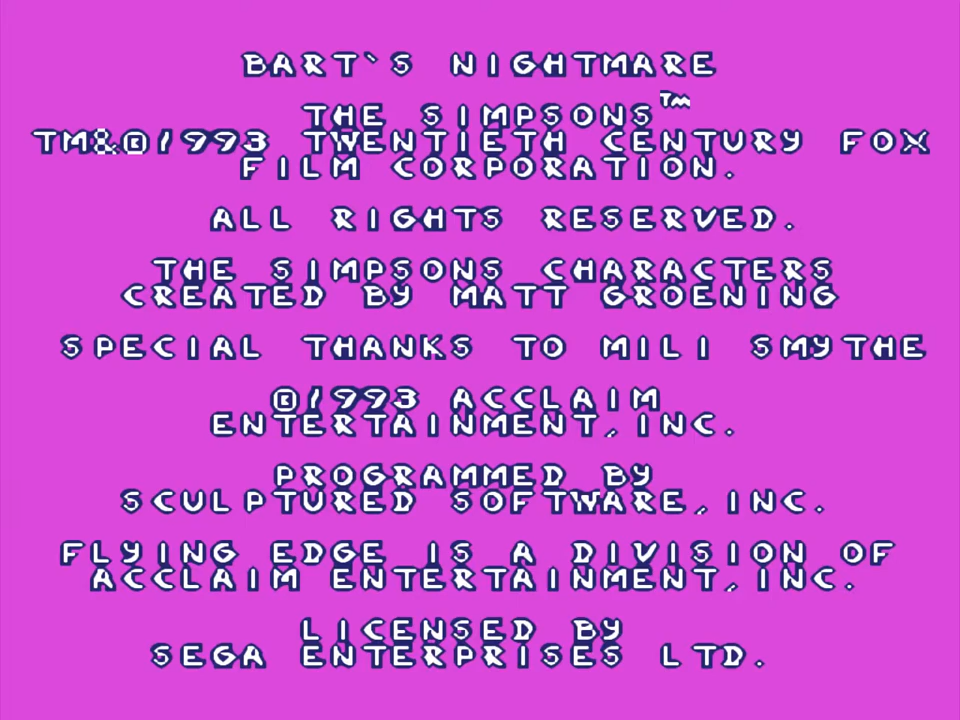 BART`S NIGHTMARE
THE SIMPSONS™
TM&©1993 TWENTIETH CENTURY FOX
FILM CORPORATION.
ALL RIGHTS RESERVED.
THE SIMPSONS CHARACTERS
CREATED BY MATT GROENING
SPECIAL THANKS TO MILI SMYTHE
©1993 ACCLAIM
ENTERTAINMENT,INC.
PROGRAMMED BY
SCULPTURED SOFTWARE,INC.
FLYING EDGE IS A DIVISION OF
ACCLAIM ENTERTAINMENT,INC.
LICENSED BY
SEGA ENTERPRISES LTD.